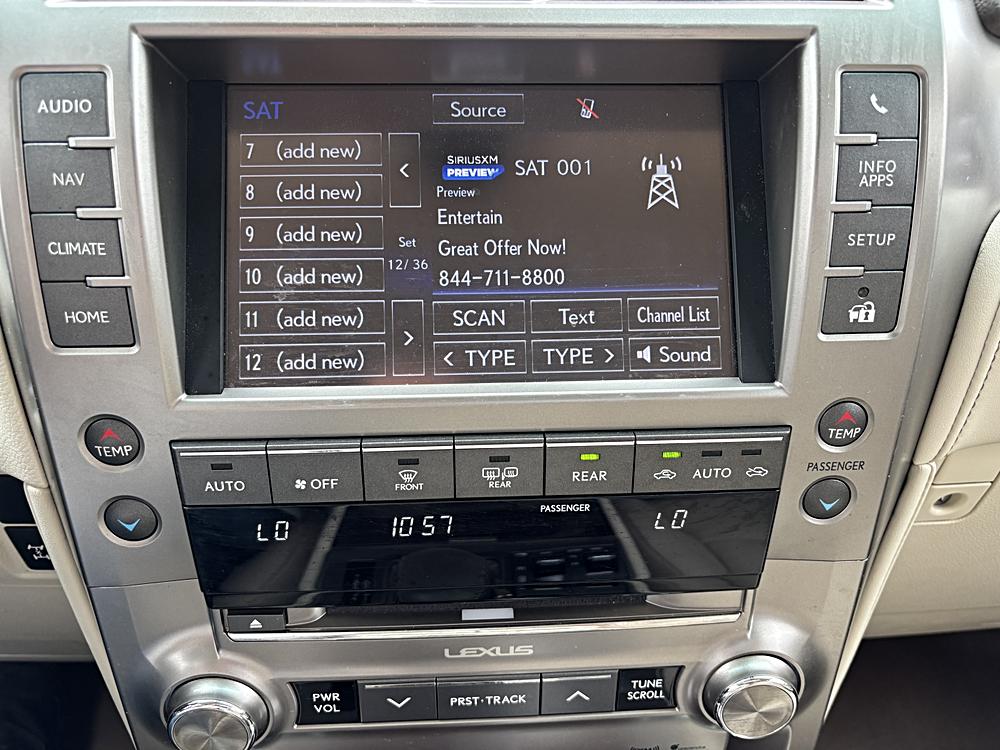 AUDIO
NAV
CLIMATE
HOME
SAT
Source
7 (add new)
8 (add new)
9 (add new)
10 (add new)
11 (add new)
12 (add new)
<
Set
12/ 36
>
SIRIUSXM
PREVIEW
SAT 001
Preview
Entertain
Great Offer Now!
844-711-8800
SCAN
Text
Channel List
< TYPE
TYPE >
Sound
INFO
APPS
SETUP
TEMP
TEMP
PASSENGER
AUTO
OFF
FRONT
REAR
REAR
AUTO
PASSENGER
LO
10 57
LO
LEXUS
PWR
VOL
PRST·TRACK
TUNE
SCROLL